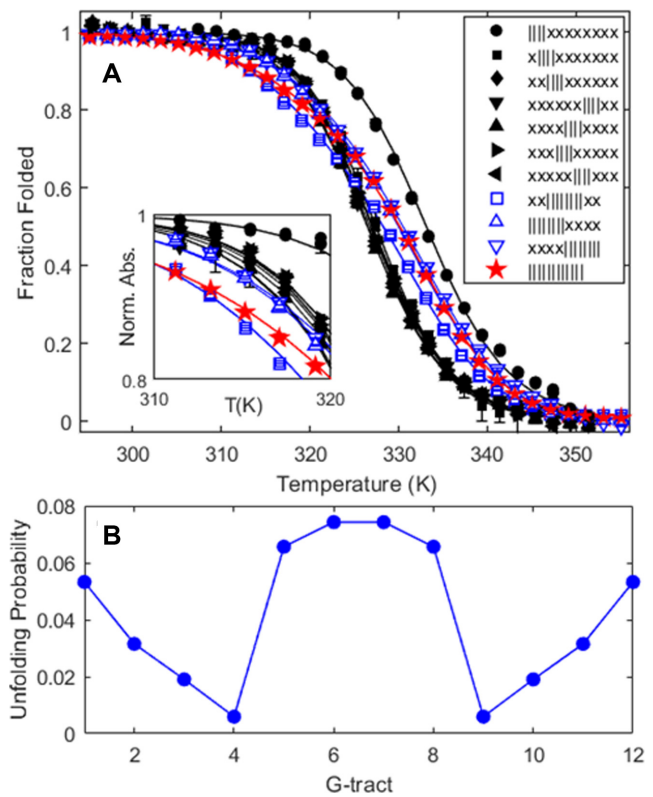 A
Fraction Folded
1
0.8
0.6
0.4
0.2
0
300
310
320
330
340
350
Temperature (K)
||||xxxxxxxx
x||||xxxxxxx
xx||||xxxxxx
xxxxxx||||xx
xxxx||||xxxx
xxx||||xxxxx
xxxxx||||xxx
xx||||||||xx
||||||||xxxx
xxxx||||||||
||||||||||||
Norm. Abs.
1
0.8
310
T(K)
320
B
Unfolding Probability
0.08
0.06
0.04
0.02
0
2
4
6
8
10
12
G-tract